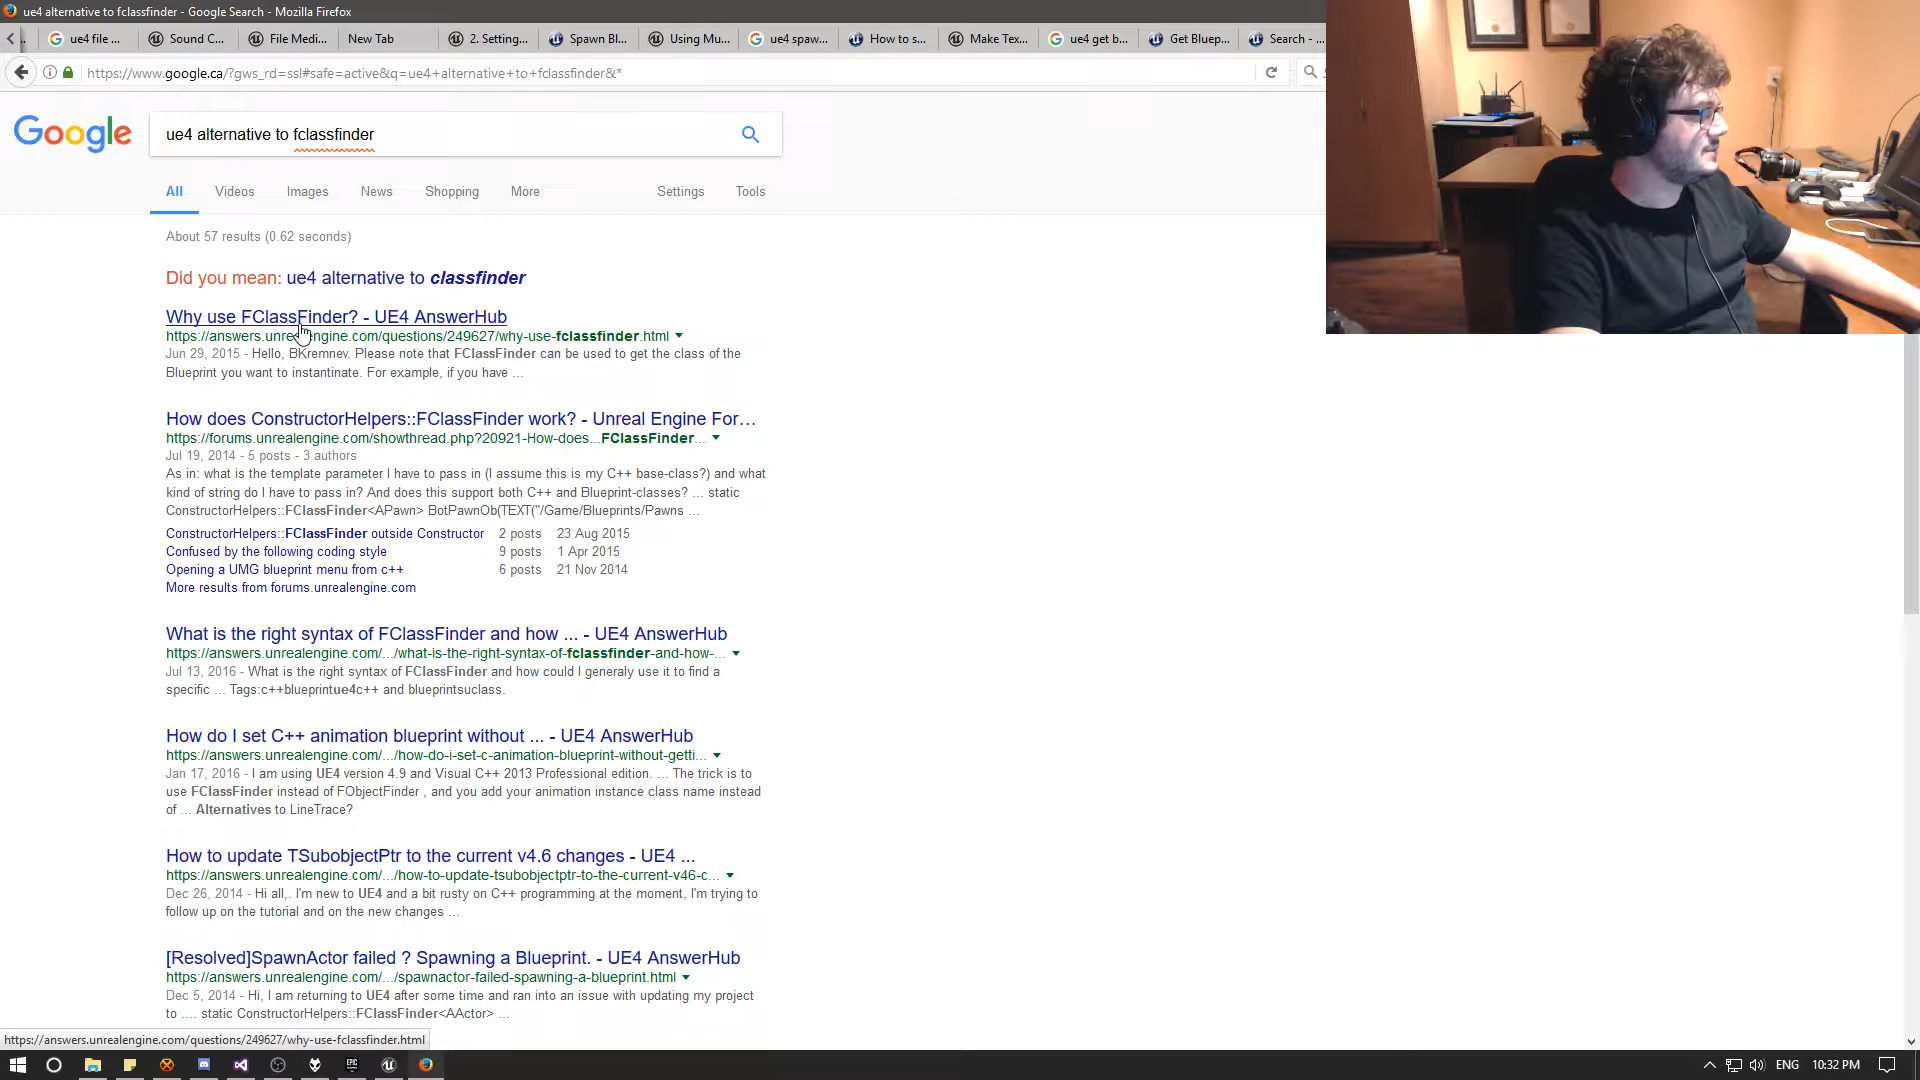 ue4 alternative to fclassfinder - Google Search - Mozilla Firefox
ue4 file ...
Sound C...
File Medi...
New Tab
2. Setting...
Spawn Bl...
Using Mu...
ue4 spaw...
How to s...
Make Tex...
ue4 get b...
Get Bluep...
Search - ...
https://www.google.ca/?gws_rd=ssl#safe=active&q=ue4+alternative+to+fclassfinder&*
Google
ue4 alternative to fclassfinder
All Videos Images News Shopping More Settings Tools
About 57 results (0.62 seconds)
Did you mean: ue4 alternative to classfinder
Why use FClassFinder? - UE4 AnswerHub
https://answers.unrealengine.com/questions/249627/why-use-fclassfinder.html
Jun 29, 2015 - Hello, BKremnev. Please note that FClassFinder can be used to get the class of the
Blueprint you want to instantinate. For example, if you have ...
How does ConstructorHelpers::FClassFinder work? - Unreal Engine For...
https://forums.unrealengine.com/showthread.php?20921-How-does...FClassFinder...
Jul 19, 2014 - 5 posts - 3 authors
As in: what is the template parameter I have to pass in (I assume this is my C++ base-class?) and what
kind of string do I have to pass in? And does this support both C++ and Blueprint-classes? ... static
ConstructorHelpers::FClassFinder<APawn> BotPawnOb(TEXT("/Game/Blueprints/Pawns ...
ConstructorHelpers::FClassFinder outside Constructor 2 posts 23 Aug 2015
Confused by the following coding style 9 posts 1 Apr 2015
Opening a UMG blueprint menu from c++ 6 posts 21 Nov 2014
More results from forums.unrealengine.com
What is the right syntax of FClassFinder and how ... - UE4 AnswerHub
https://answers.unrealengine.com/.../what-is-the-right-syntax-of-fclassfinder-and-how-...
Jul 13, 2016 - What is the right syntax of FClassFinder and how could I generaly use it to find a
specific ... Tags:c++blueprintue4c++ and blueprintsuclass.
How do I set C++ animation blueprint without ... - UE4 AnswerHub
https://answers.unrealengine.com/.../how-do-i-set-c-animation-blueprint-without-getti...
Jan 17, 2016 - I am using UE4 version 4.9 and Visual C++ 2013 Professional edition. ... The trick is to
use FClassFinder instead of FObjectFinder , and you add your animation instance class name instead
of ... Alternatives to LineTrace?
How to update TSubobjectPtr to the current v4.6 changes - UE4 ...
https://answers.unrealengine.com/.../how-to-update-tsubobjectptr-to-the-current-v46-c...
Dec 26, 2014 - Hi all,. I'm new to UE4 and a bit rusty on C++ programming at the moment, I'm trying to
follow up on the tutorial and on the new changes ...
[Resolved]SpawnActor failed ? Spawning a Blueprint. - UE4 AnswerHub
https://answers.unrealengine.com/.../spawnactor-failed-spawning-a-blueprint.html
Dec 5, 2014 - Hi, I am returning to UE4 after some time and ran into an issue with updating my project
to .... static ConstructorHelpers::FClassFinder<AActor> ...
https://answers.unrealengine.com/questions/249627/why-use-fclassfinder.html
EPIC
ENG 10:32 PM